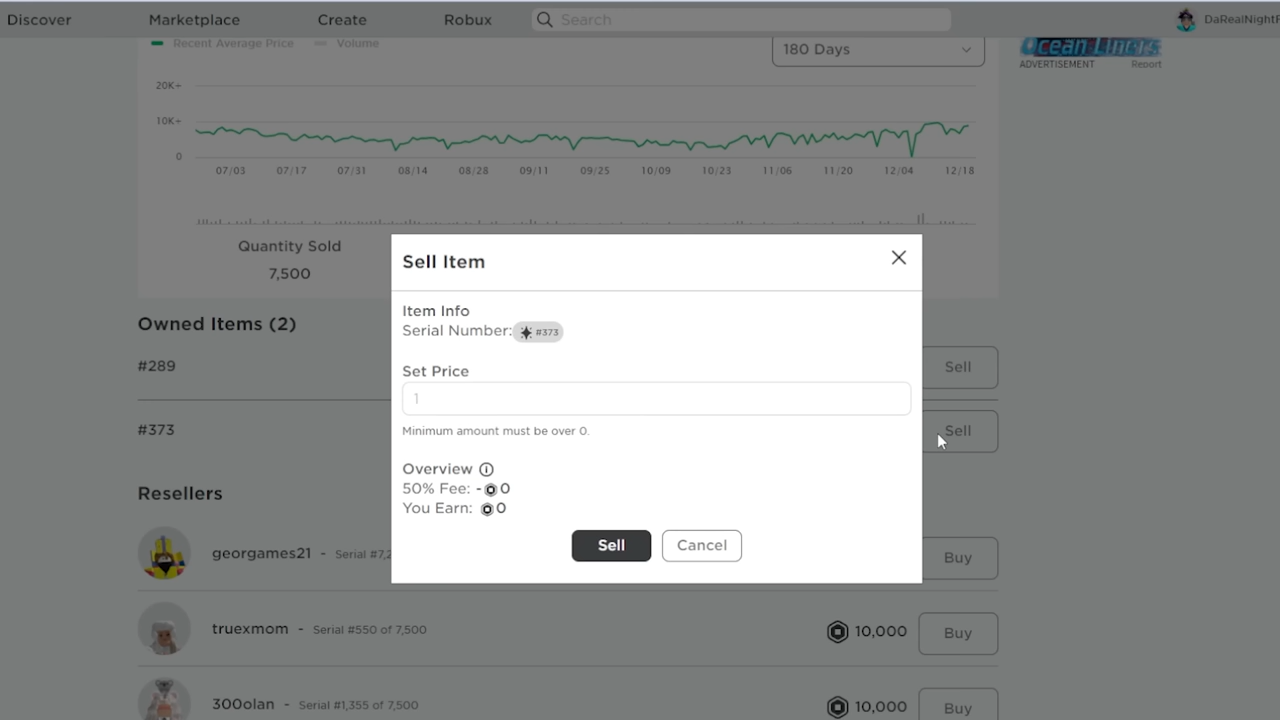 Discover Marketplace Create Robux Search DaRealNightF
Recent Average Price Volume
180 Days
Ocean Liners
ADVERTISEMENT Report
20K+
10K+
0
07/03 07/17 07/31 08/14 08/28 09/11 09/25 10/09 10/23 11/06 11/20 12/04 12/18
Quantity Sold
7,500
Sell Item
Item Info
Serial Number: #373
Set Price
1
Minimum amount must be over 0.
Overview
50% Fee: - 0
You Earn: 0
Sell Cancel
Owned Items (2)
#289 Sell
#373 Sell
Resellers
georgames21 - Serial #7,2 Buy
truexmom - Serial #550 of 7,500 10,000 Buy
300olan - Serial #1,355 of 7,500 10,000 Buy